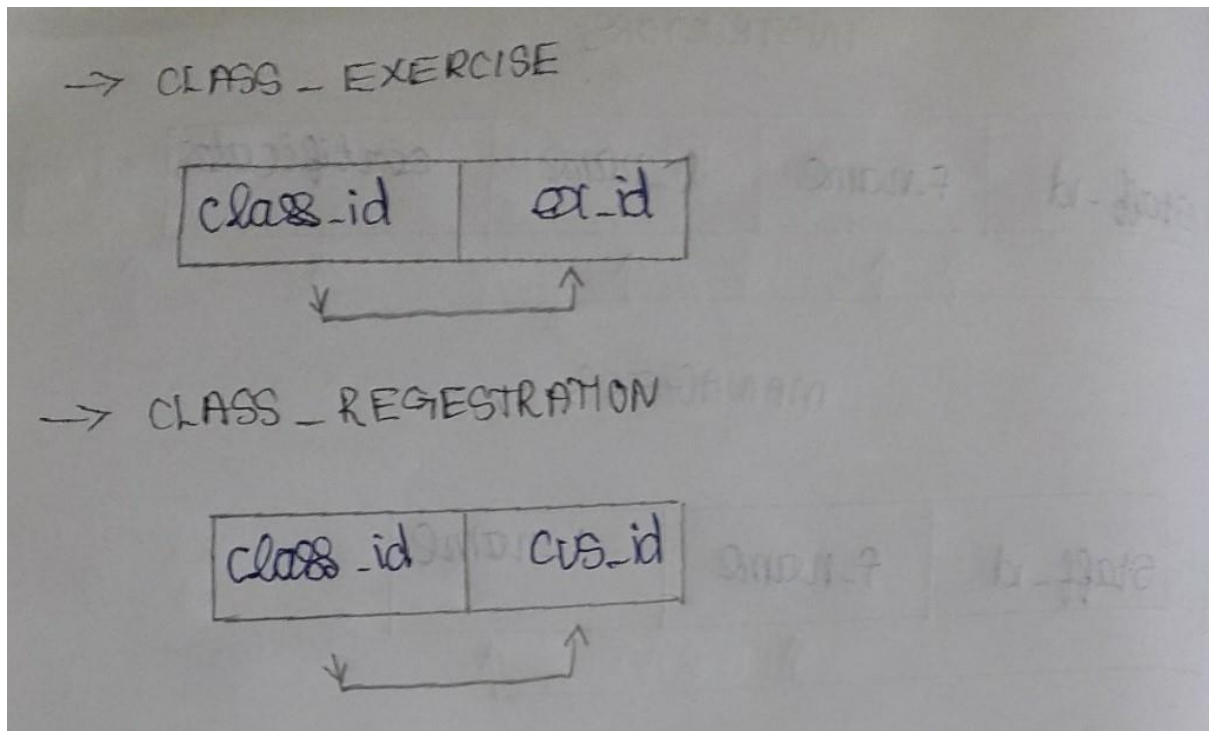 → CLASS_EXERCISE
class_id ex_id
→ CLASS_REGESTRATION
class_id cus_id